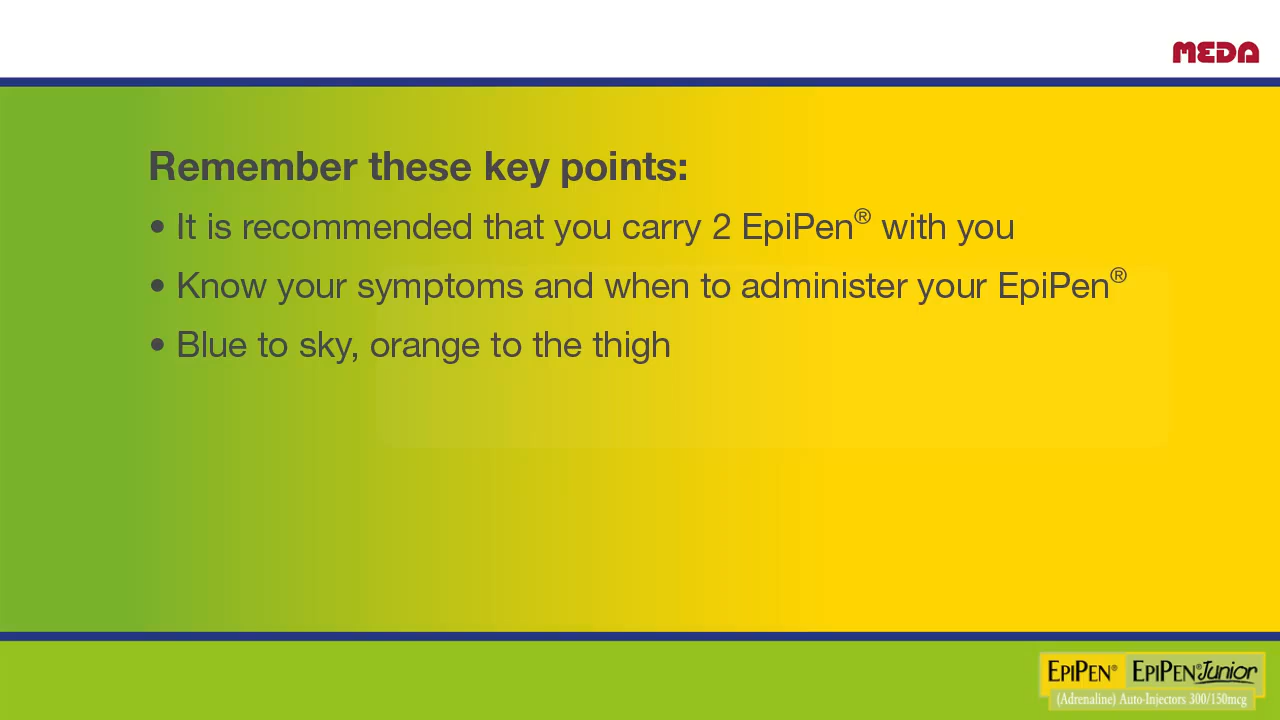 MEDA
Remember these key points:
• It is recommended that you carry 2 EpiPen® with you
• Know your symptoms and when to administer your EpiPen®
• Blue to sky, orange to the thigh
EPIPEN® EPIPEN® Junior
(Adrenaline) Auto-Injectors 300/150mcg